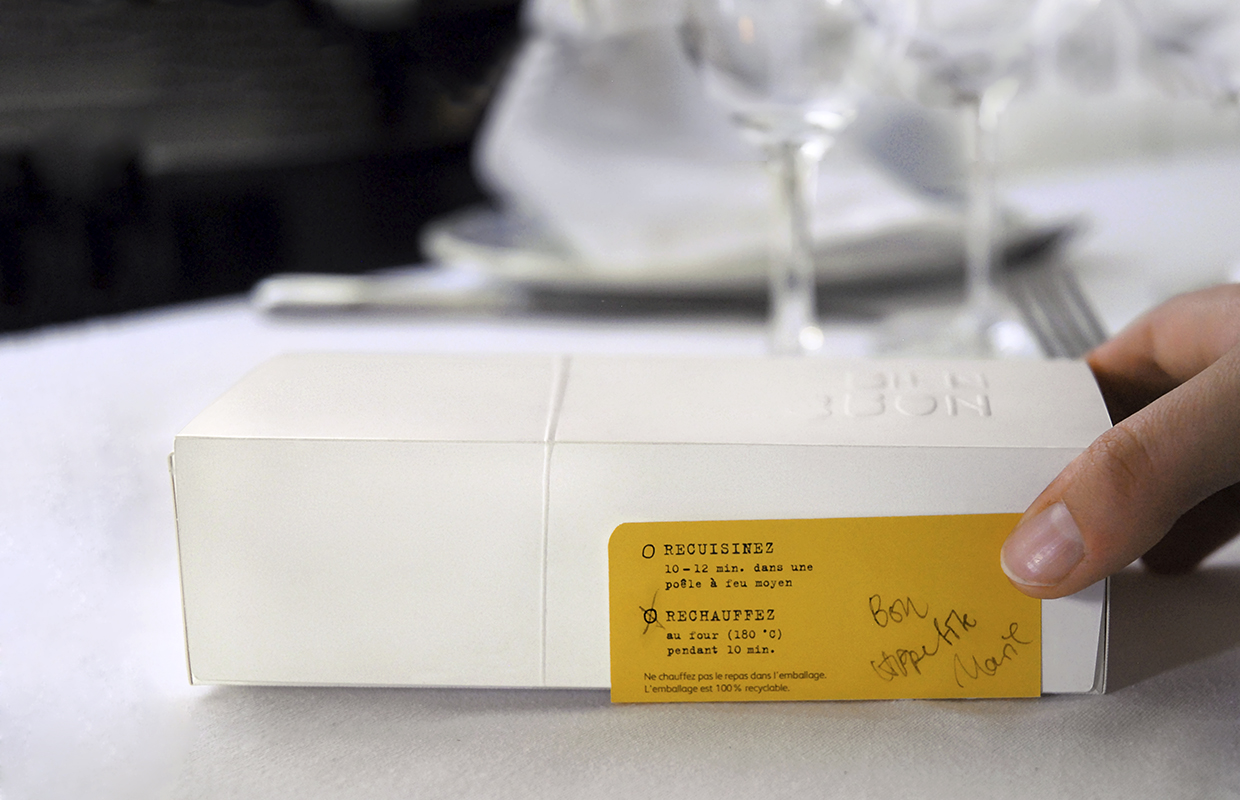 RECUISINEZ
10-12 min. dans une
poêle à feu moyen
RECHAUFFEZ
au four (180 °C)
pendant 10 min.
Ne chauffez pas le repas dans l'emballage.
L'emballage est 100% recyclable.
Bon
Marie